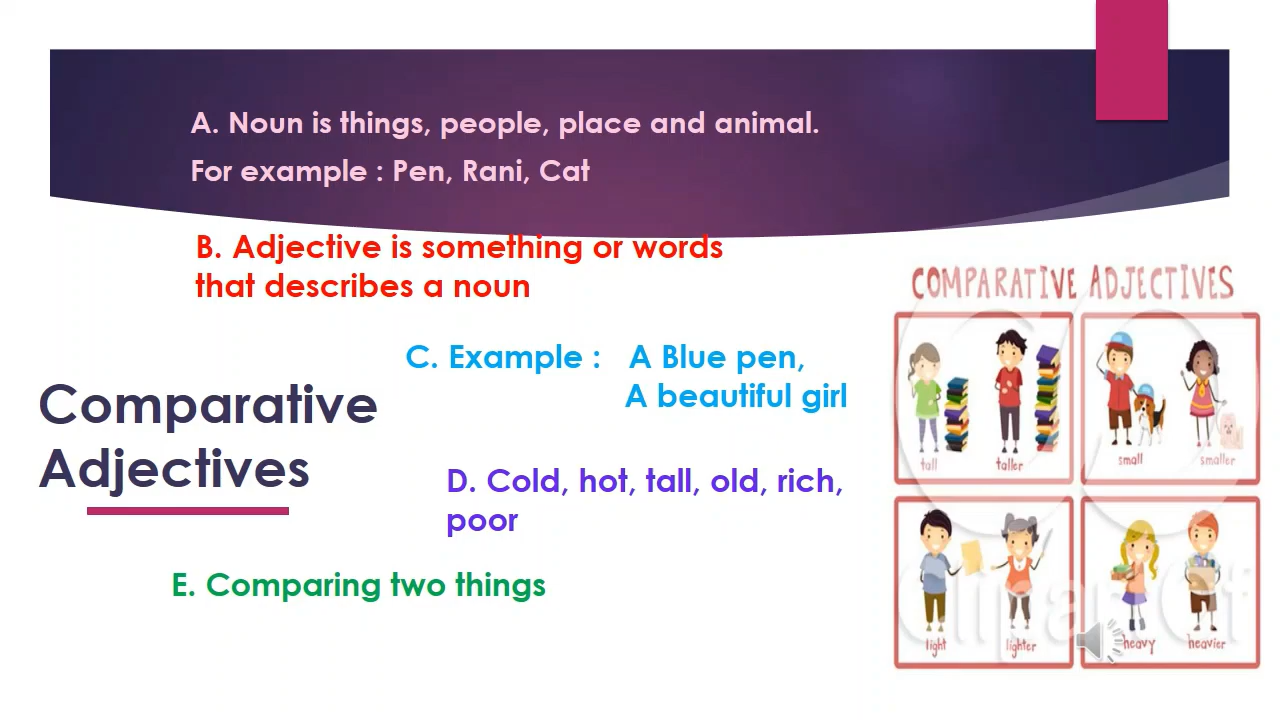 A. Noun is things, people, place and animal.
For example : Pen, Rani, Cat
B. Adjective is something or words
that describes a noun
C. Example : A Blue pen,
A beautiful girl
Comparative
Adjectives
D. Cold, hot, tall, old, rich,
poor
E. Comparing two things
COMPARATIVE ADJECTIVES
tall taller
small smaller
light lighter
heavy heavier